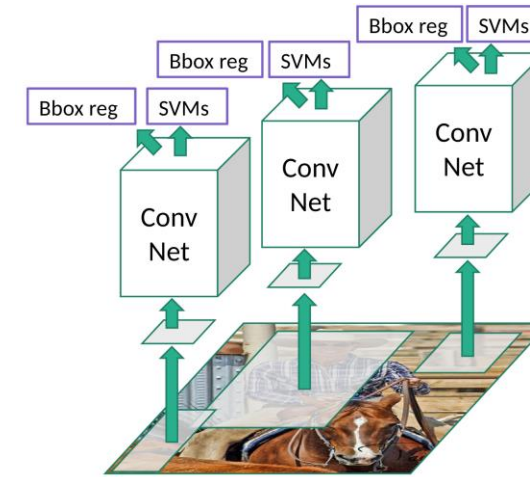 Bbox reg SVMs
Bbox reg SVMs
Bbox reg SVMs
Conv
Net
Conv
Net
Conv
Net